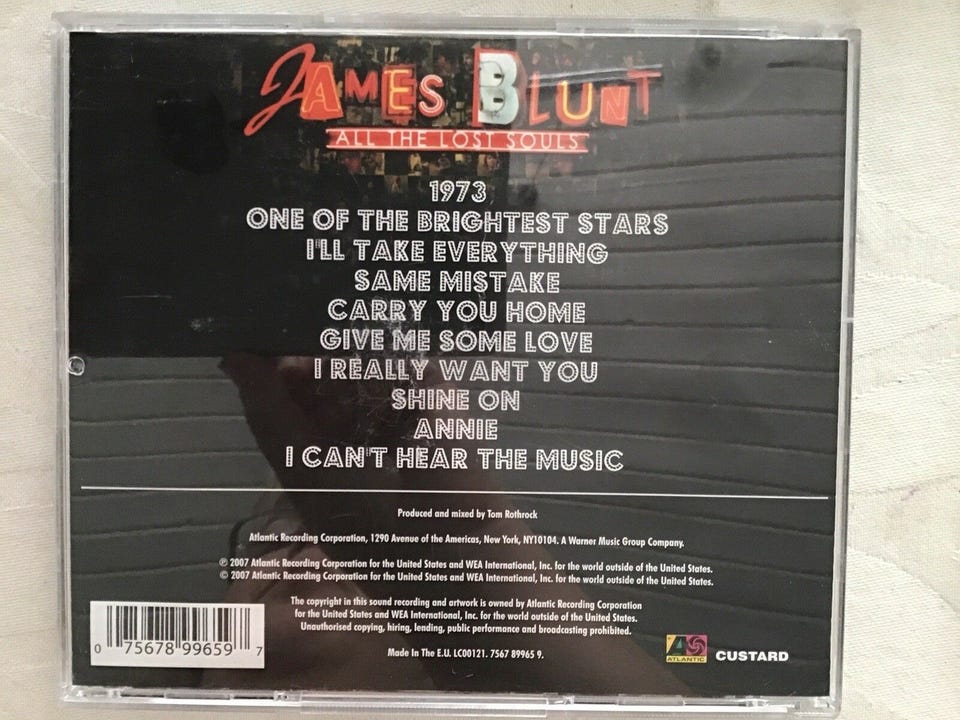 JAMES BLUNT
ALL THE LOST SOULS
1973
ONE OF THE BRIGHTEST STARS
I'LL TAKE EVERYTHING
SAME MISTAKE
CARRY YOU HOME
GIVE ME SOME LOVE
I REALLY WANT YOU
SHINE ON
ANNIE
I CAN'T HEAR THE MUSIC
Produced and mixed by Tom Rothrock
Atlantic Recording Corporation, 1290 Avenue of the Americas, New York, NY10104. A Warner Music Group Company.
℗ 2007 Atlantic Recording Corporation for the United States and WEA International, Inc. for the world outside of the United States.
© 2007 Atlantic Recording Corporation for the United States and WEA International, Inc. for the world outside of the United States.
The copyright in this sound recording and artwork is owned by Atlantic Recording Corporation
for the United States and WEA International, Inc. for the world outside of the United States.
Unauthorised copying, hiring, lending, public performance and broadcasting prohibited.
Made In The E.U. LC00121. 7567 89965 9.
0 75678 99659 7
ATLANTIC
CUSTARD